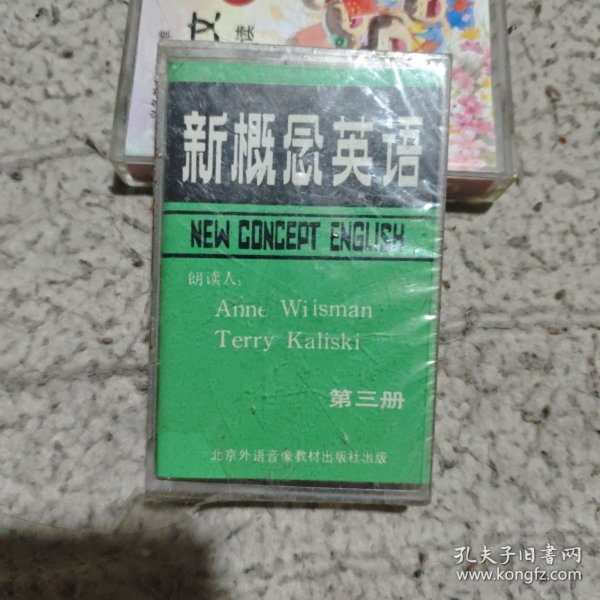 文
新概念英语
NEW CONCEPT ENGLISH
朗读人:
Anne Wiisman
Terry Kaliski
第三册
北京外语音像教材出版社出版
孔夫子旧书网
www.kongfz.com